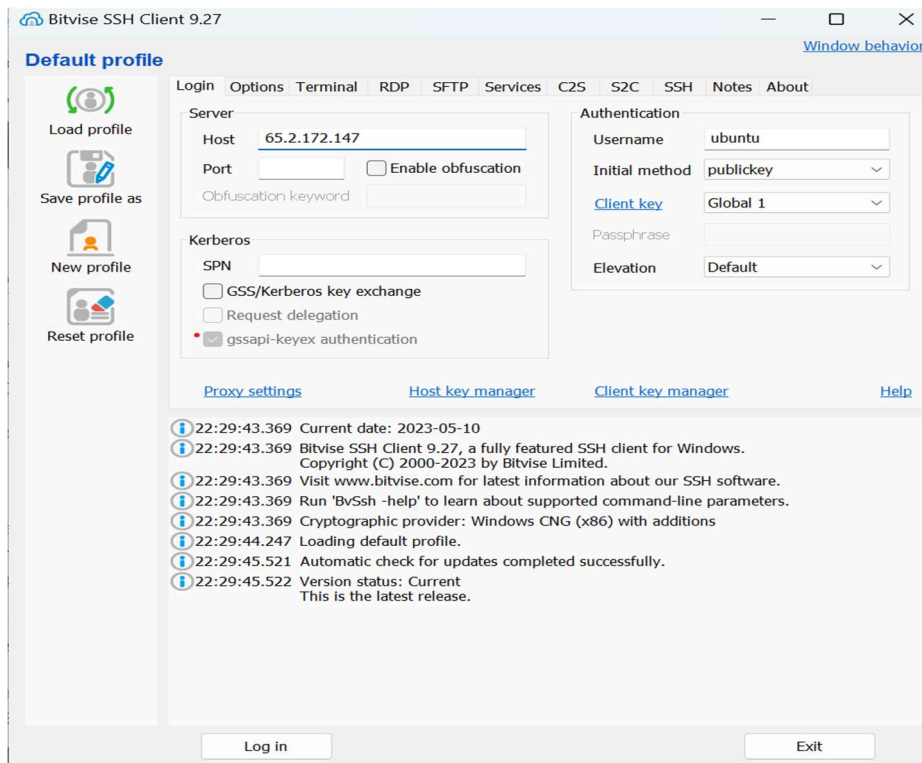 Bitvise SSH Client 9.27
Window behavior
Default profile
Load profile
Save profile as
New profile
Reset profile
Login Options Terminal RDP SFTP Services C2S S2C SSH Notes About
Server
Host 65.2.172.147
Port Enable obfuscation
Obfuscation keyword
Authentication
Username ubuntu
Initial method publickey
Client key Global 1
Passphrase
Elevation Default
Kerberos
SPN
GSS/Kerberos key exchange
Request delegation
gssapi-keyex authentication
Proxy settings Host key manager Client key manager Help
22:29:43.369 Current date: 2023-05-10
22:29:43.369 Bitvise SSH Client 9.27, a fully featured SSH client for Windows.
Copyright (C) 2000-2023 by Bitvise Limited.
22:29:43.369 Visit www.bitvise.com for latest information about our SSH software.
22:29:43.369 Run 'BvSsh -help' to learn about supported command-line parameters.
22:29:43.369 Cryptographic provider: Windows CNG (x86) with additions
22:29:44.247 Loading default profile.
22:29:45.521 Automatic check for updates completed successfully.
22:29:45.522 Version status: Current
This is the latest release.
Log in Exit